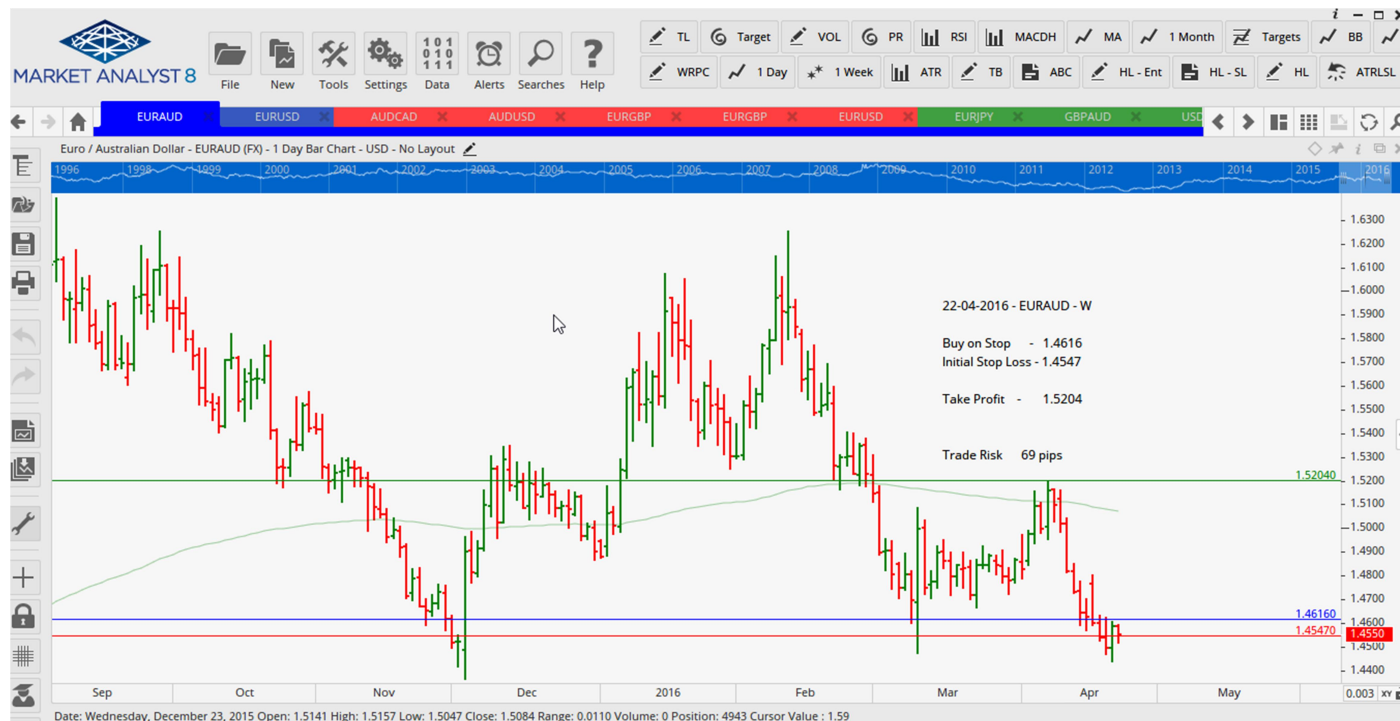 MARKET ANALYST 8
File New Tools Settings Data Alerts Searches Help
101
010
111
?
TL Target VOL PR RSI MACDH MA 1 Month Targets BB
WRPC 1 Day 1 Week ATR TB ABC HL - Ent HL - SL HL ATRLSL
EURAUD EURUSD AUDCAD AUDUSD EURGBP EURGBP EURUSD EURJPY GBPAUD USD
Euro / Australian Dollar - EURAUD (FX) - 1 Day Bar Chart - USD - No Layout
1996 1998 1999 2000 2001 2002 2003 2004 2005 2006 2007 2008 2009 2010 2011 2012 2013 2014 2015 2016
1.6300
1.6200
1.6100
1.6000
1.5900
1.5800
1.5700
1.5600
1.5500
1.5400
1.5300
1.5200
1.5100
1.5000
1.4900
1.4800
1.4700
1.4600
1.4500
1.4400
22-04-2016 - EURAUD - W
Buy on Stop - 1.4616
Initial Stop Loss - 1.4547
Take Profit - 1.5204
Trade Risk 69 pips
1.52040
1.46160
1.45470
1.4550
Sep Oct Nov Dec 2016 Feb Mar Apr May
0.003 XY
Date: Wednesday, December 23, 2015 Open: 1.5141 High: 1.5157 Low: 1.5047 Close: 1.5084 Range: 0.0110 Volume: 0 Position: 4943 Cursor Value : 1.59